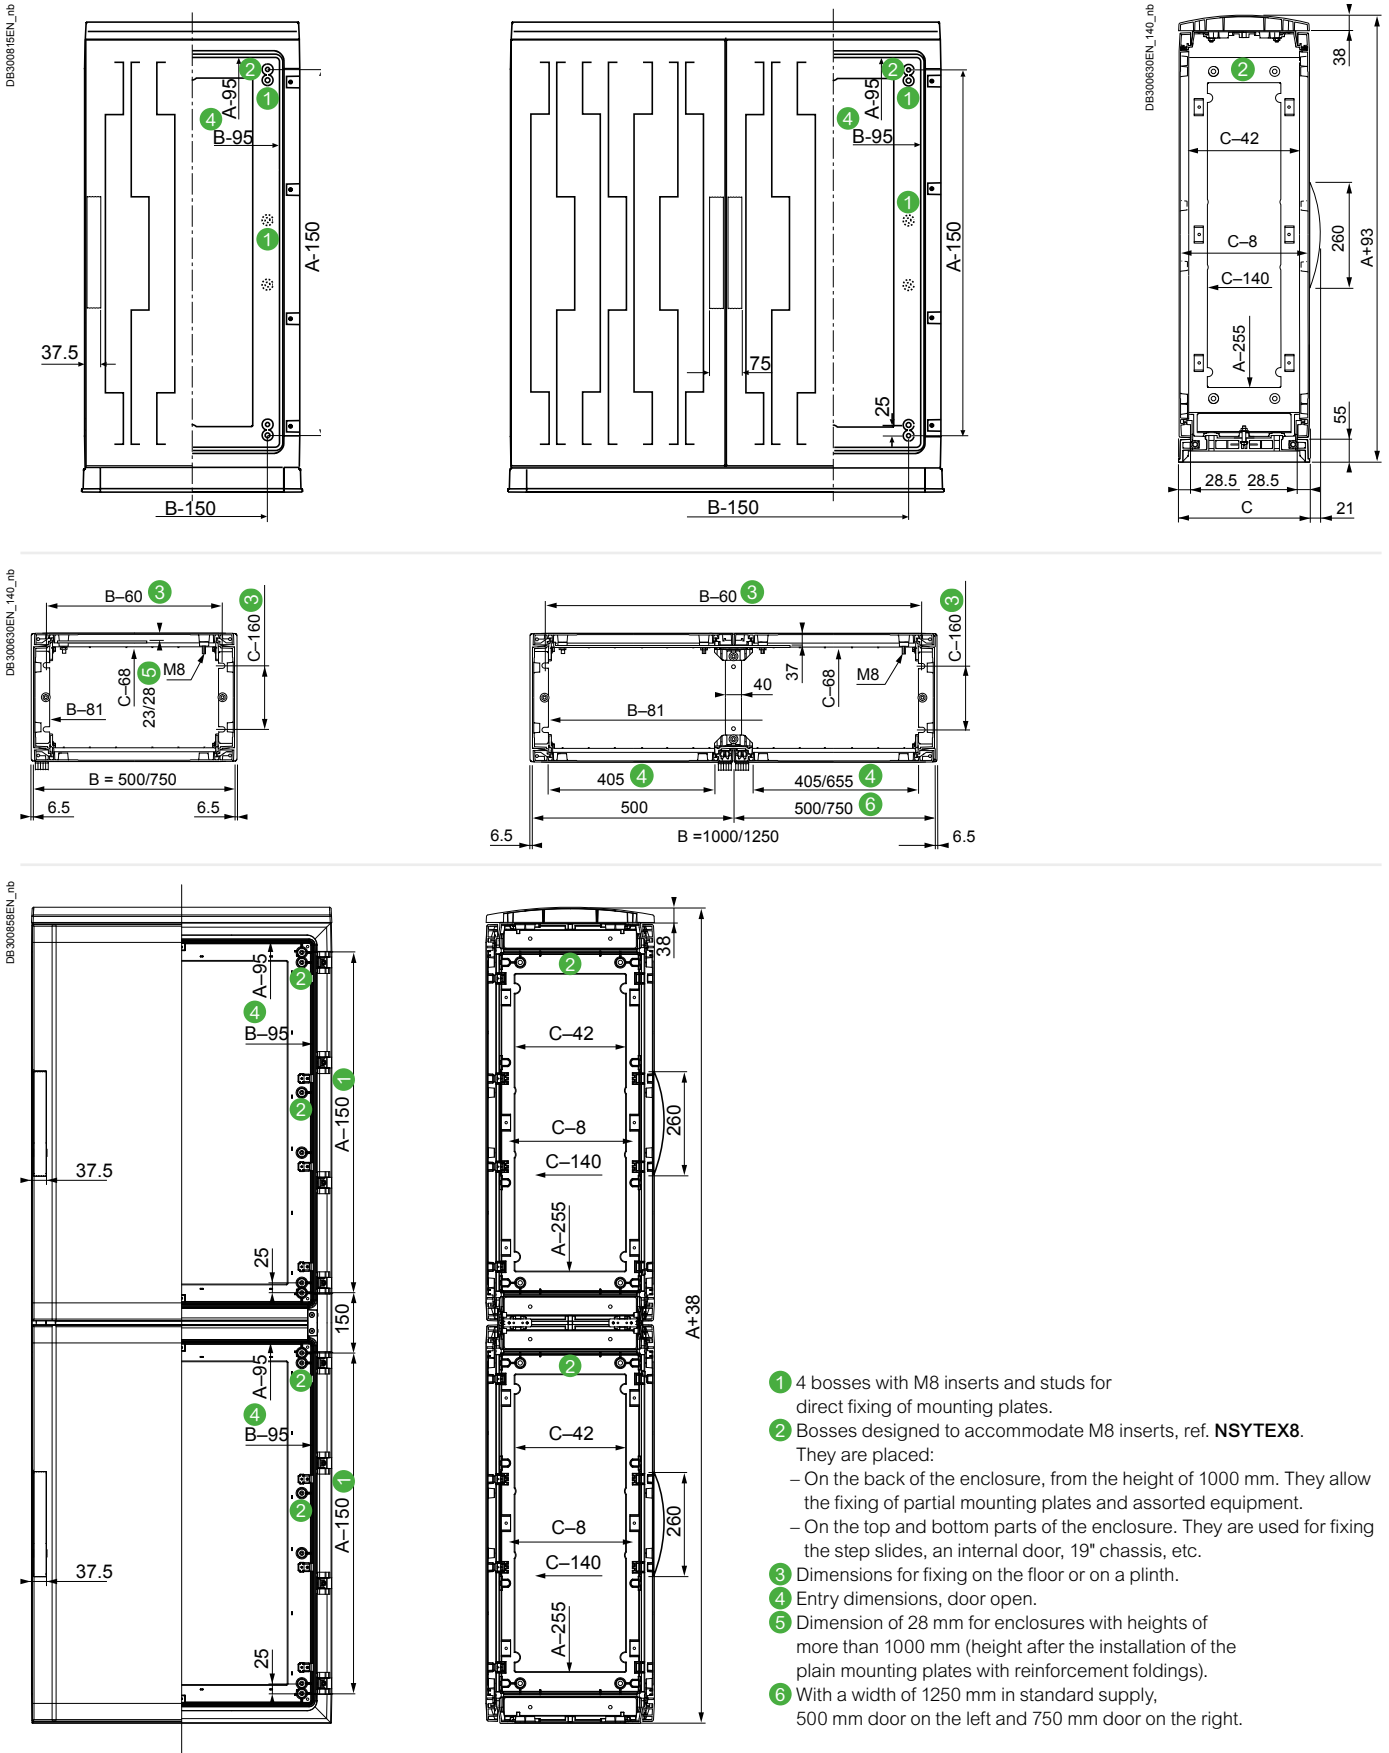 DB300815EN_nb
2
1
A-95
4
B-95
1
A-150
37.5
B-150
2
1
A-95
4
B-95
1
A-150
75
25
B-150
DB300630EN_140_nb
38
2
C–42
260
A+93
C–8
C–140
A–255
55
28.5 28.5
C
21
DB300630EN_140_nb
B–60 3
C–160 3
C–68
5
23/28
M8
B–81
B = 500/750
6.5
6.5
B–60 3
C–160 3
37
C–68
M8
40
B–81
405 4
405/655 4
500
500/750 6
6.5
B =1000/1250
6.5
DB300858EN_nb
A–95
2
4
B–95
A–150 1
2
37.5
25
150
A–95
2
4
B–95
A–150 1
2
37.5
25
38
2
C–42
260
C–8
C–140
A–255
A+38
2
C–42
260
C–8
C–140
A–255
1 4 bosses with M8 inserts and studs for
direct fixing of mounting plates.
2 Bosses designed to accommodate M8 inserts, ref. NSYTEX8.
They are placed:
– On the back of the enclosure, from the height of 1000 mm. They allow
the fixing of partial mounting plates and assorted equipment.
– On the top and bottom parts of the enclosure. They are used for fixing
the step slides, an internal door, 19" chassis, etc.
3 Dimensions for fixing on the floor or on a plinth.
4 Entry dimensions, door open.
5 Dimension of 28 mm for enclosures with heights of
more than 1000 mm (height after the installation of the
plain mounting plates with reinforcement foldings).
6 With a width of 1250 mm in standard supply,
500 mm door on the left and 750 mm door on the right.